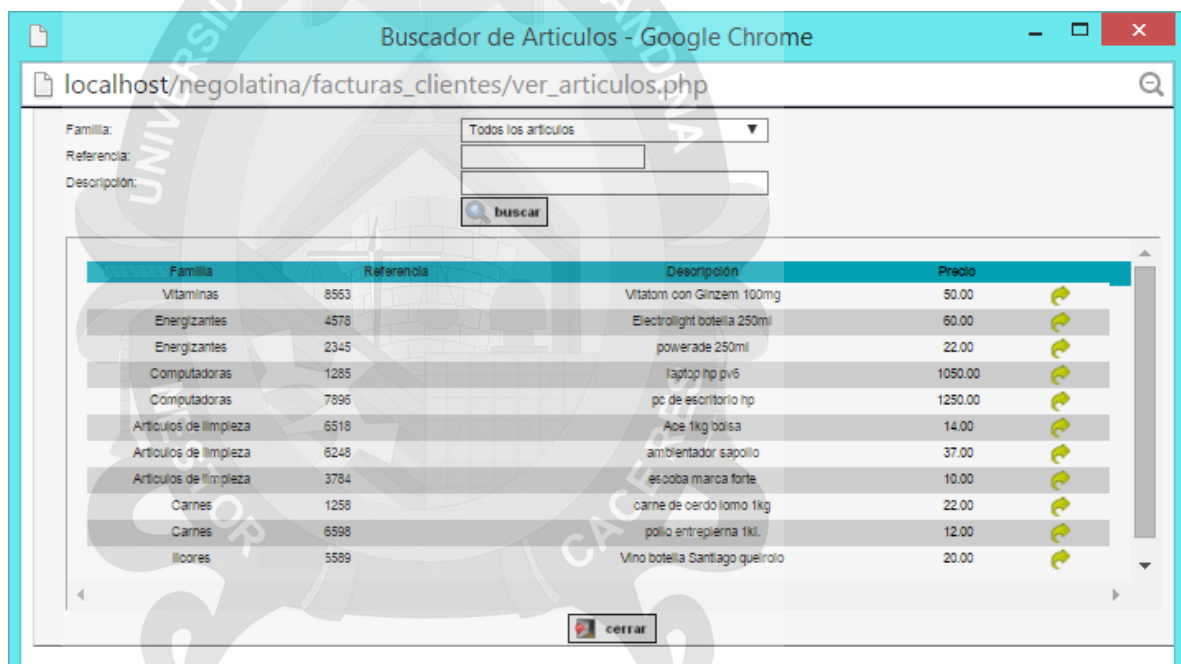 Buscador de Articulos - Google Chrome
localhost/negolatina/facturas_clientes/ver_articulos.php
Familia: Todos los articulos
Referencia:
Descripción:
buscar
Familia Referencia Descripción Precio
Vitaminas 8563 Vitatom con Ginzem 100mg 50.00
Energizantes 4578 Electrolight botella 250ml 60.00
Energizantes 2345 powerade 250ml 22.00
Computadoras 1285 laptop hp pv6 1050.00
Computadoras 7895 pc de escritorio hp 1250.00
Articulos de limpieza 6518 Ace 1kg bolsa 14.00
Articulos de limpieza 6248 ambientador sapolio 37.00
Articulos de limpieza 3784 escoba marca forte 10.00
Carnes 1258 carne de cerdo lomo 1kg 22.00
Carnes 6598 pollo entrepierna 1kl. 12.00
licores 5589 Vino botella Santiago queirolo 20.00
cerrar
NESTOR CACERES